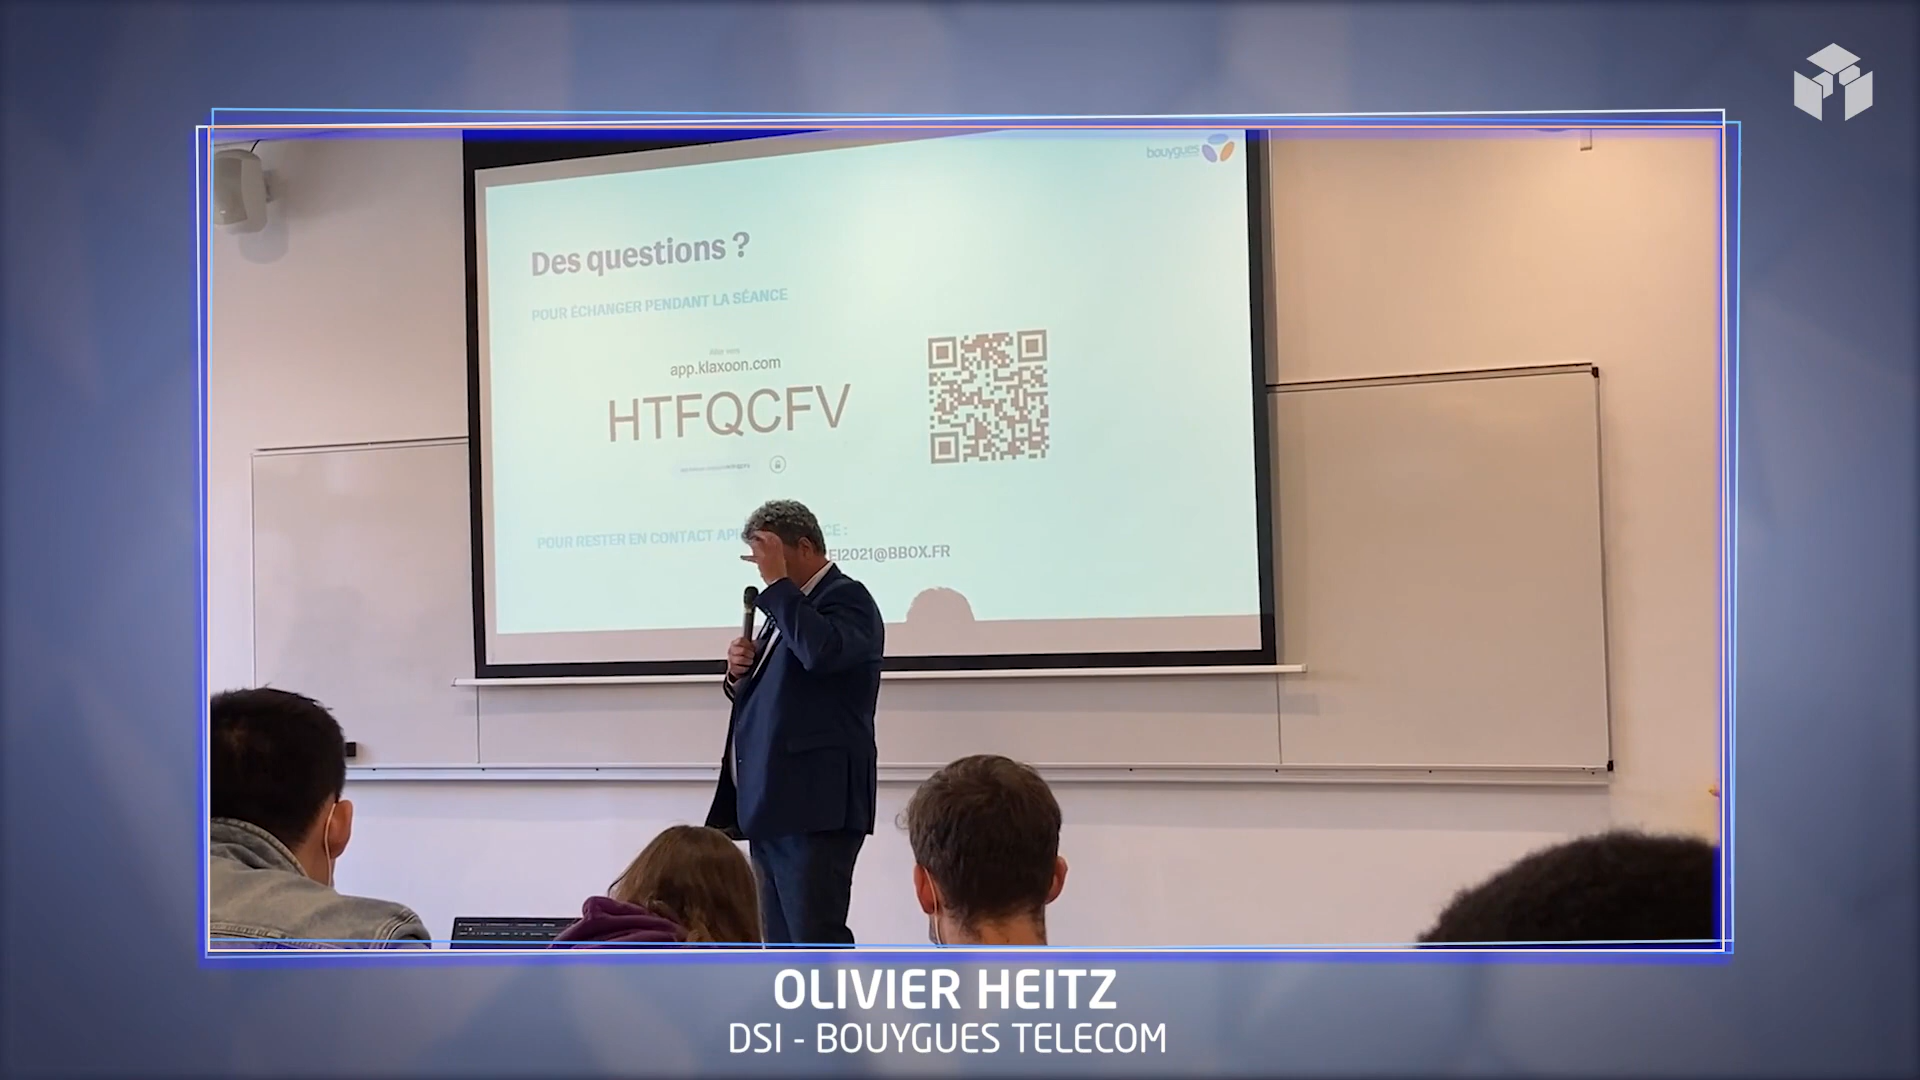 bouygues
Des questions ?
POUR ÉCHANGER PENDANT LA SÉANCE
app.klaxoon.com
HTFQCFV
POUR RESTER EN CONTACT CE :
EI2021@BBOX.FR
OLIVIER HEITZ
DSI - BOUYGUES TELECOM